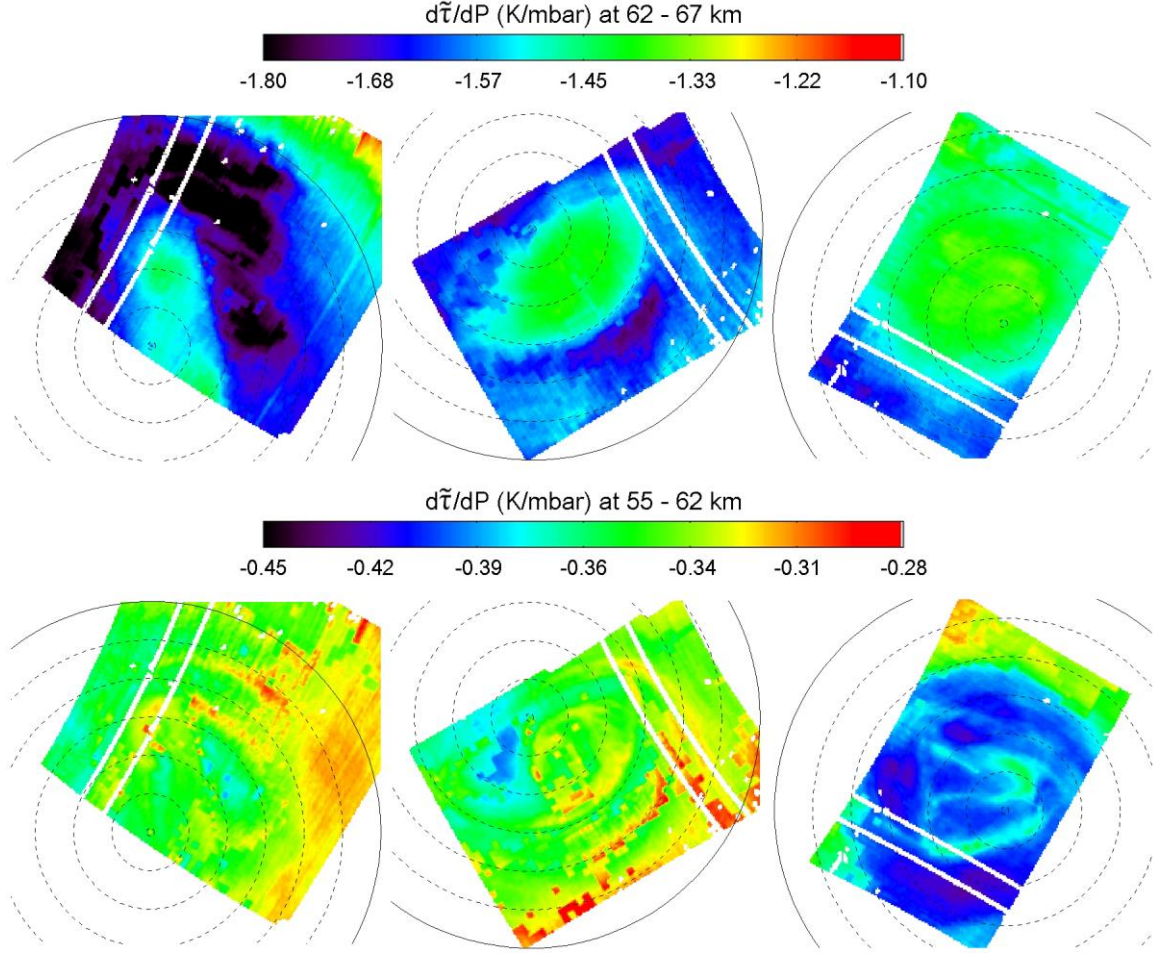 dτ̃/dP (K/mbar) at 62 - 67 km
-1.80 -1.68 -1.57 -1.45 -1.33 -1.22 -1.10
dτ̃/dP (K/mbar) at 55 - 62 km
-0.45 -0.42 -0.39 -0.36 -0.34 -0.31 -0.28